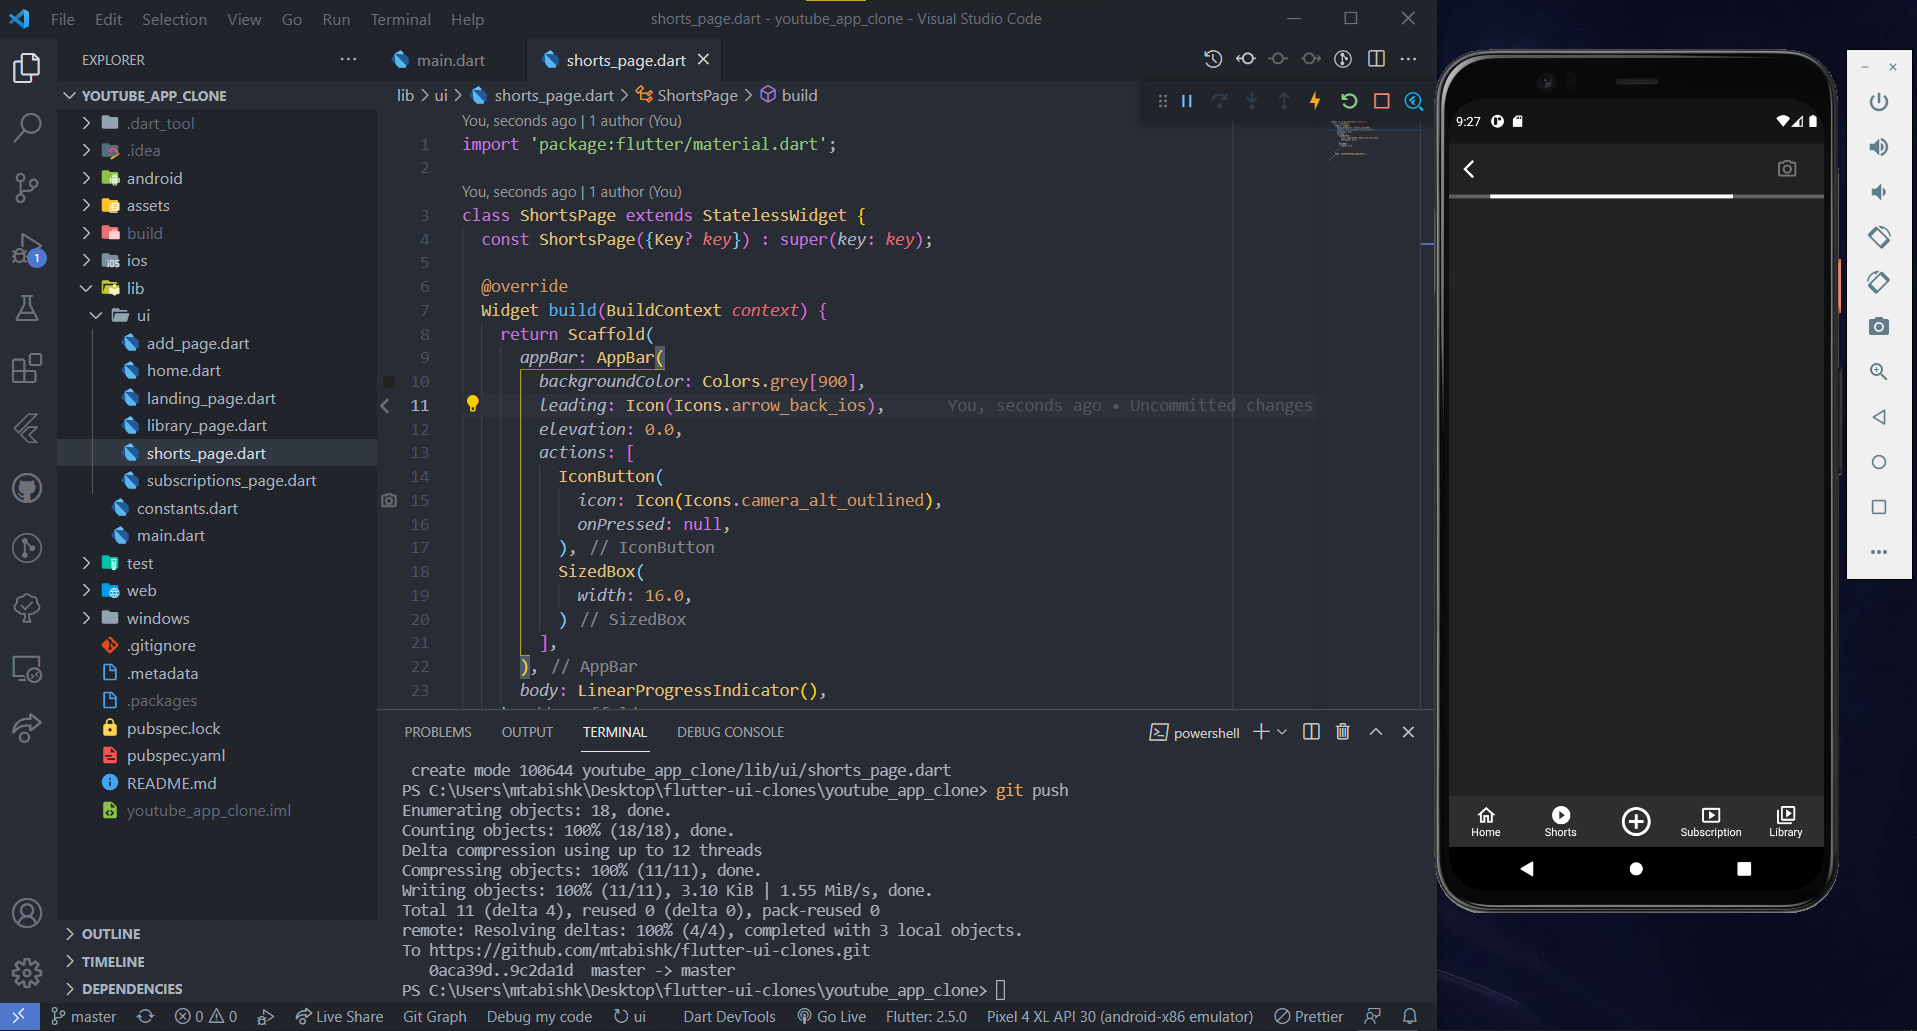 File Edit Selection View Go Run Terminal Help
shorts_page.dart - youtube_app_clone - Visual Studio Code
EXPLORER
YOUTUBE_APP_CLONE
.dart_tool
.idea
android
assets
build
ios
lib
ui
add_page.dart
home.dart
landing_page.dart
library_page.dart
shorts_page.dart
subscriptions_page.dart
constants.dart
main.dart
test
web
windows
.gitignore
.metadata
.packages
pubspec.lock
pubspec.yaml
README.md
youtube_app_clone.iml
OUTLINE
TIMELINE
DEPENDENCIES
1
main.dart
shorts_page.dart
lib > ui > shorts_page.dart > ShortsPage > build
You, seconds ago | 1 author (You)
1 import 'package:flutter/material.dart';
2
You, seconds ago | 1 author (You)
3 class ShortsPage extends StatelessWidget {
4 const ShortsPage({Key? key}) : super(key: key);
5
6 @override
7 Widget build(BuildContext context) {
8 return Scaffold(
9 appBar: AppBar(
10 backgroundColor: Colors.grey[900],
11 leading: Icon(Icons.arrow_back_ios), You, seconds ago • Uncommitted changes
12 elevation: 0.0,
13 actions: [
14 IconButton(
15 icon: Icon(Icons.camera_alt_outlined),
16 onPressed: null,
17 ), // IconButton
18 SizedBox(
19 width: 16.0,
20 ) // SizedBox
21 ],
22 ), // AppBar
23 body: LinearProgressIndicator(),
PROBLEMS OUTPUT TERMINAL DEBUG CONSOLE
powershell
create mode 100644 youtube_app_clone/lib/ui/shorts_page.dart
PS C:\Users\mtabishk\Desktop\flutter-ui-clones\youtube_app_clone> git push
Enumerating objects: 18, done.
Counting objects: 100% (18/18), done.
Delta compression using up to 12 threads
Compressing objects: 100% (11/11), done.
Writing objects: 100% (11/11), 3.10 KiB | 1.55 MiB/s, done.
Total 11 (delta 4), reused 0 (delta 0), pack-reused 0
remote: Resolving deltas: 100% (4/4), completed with 3 local objects.
To https://github.com/mtabishk/flutter-ui-clones.git
0aca39d..9c2da1d master -> master
PS C:\Users\mtabishk\Desktop\flutter-ui-clones\youtube_app_clone>
master 0 0 Live Share Git Graph Debug my code ui Dart DevTools Go Live Flutter: 2.5.0 Pixel 4 XL API 30 (android-x86 emulator) Prettier
9:27
Home Shorts Subscription Library